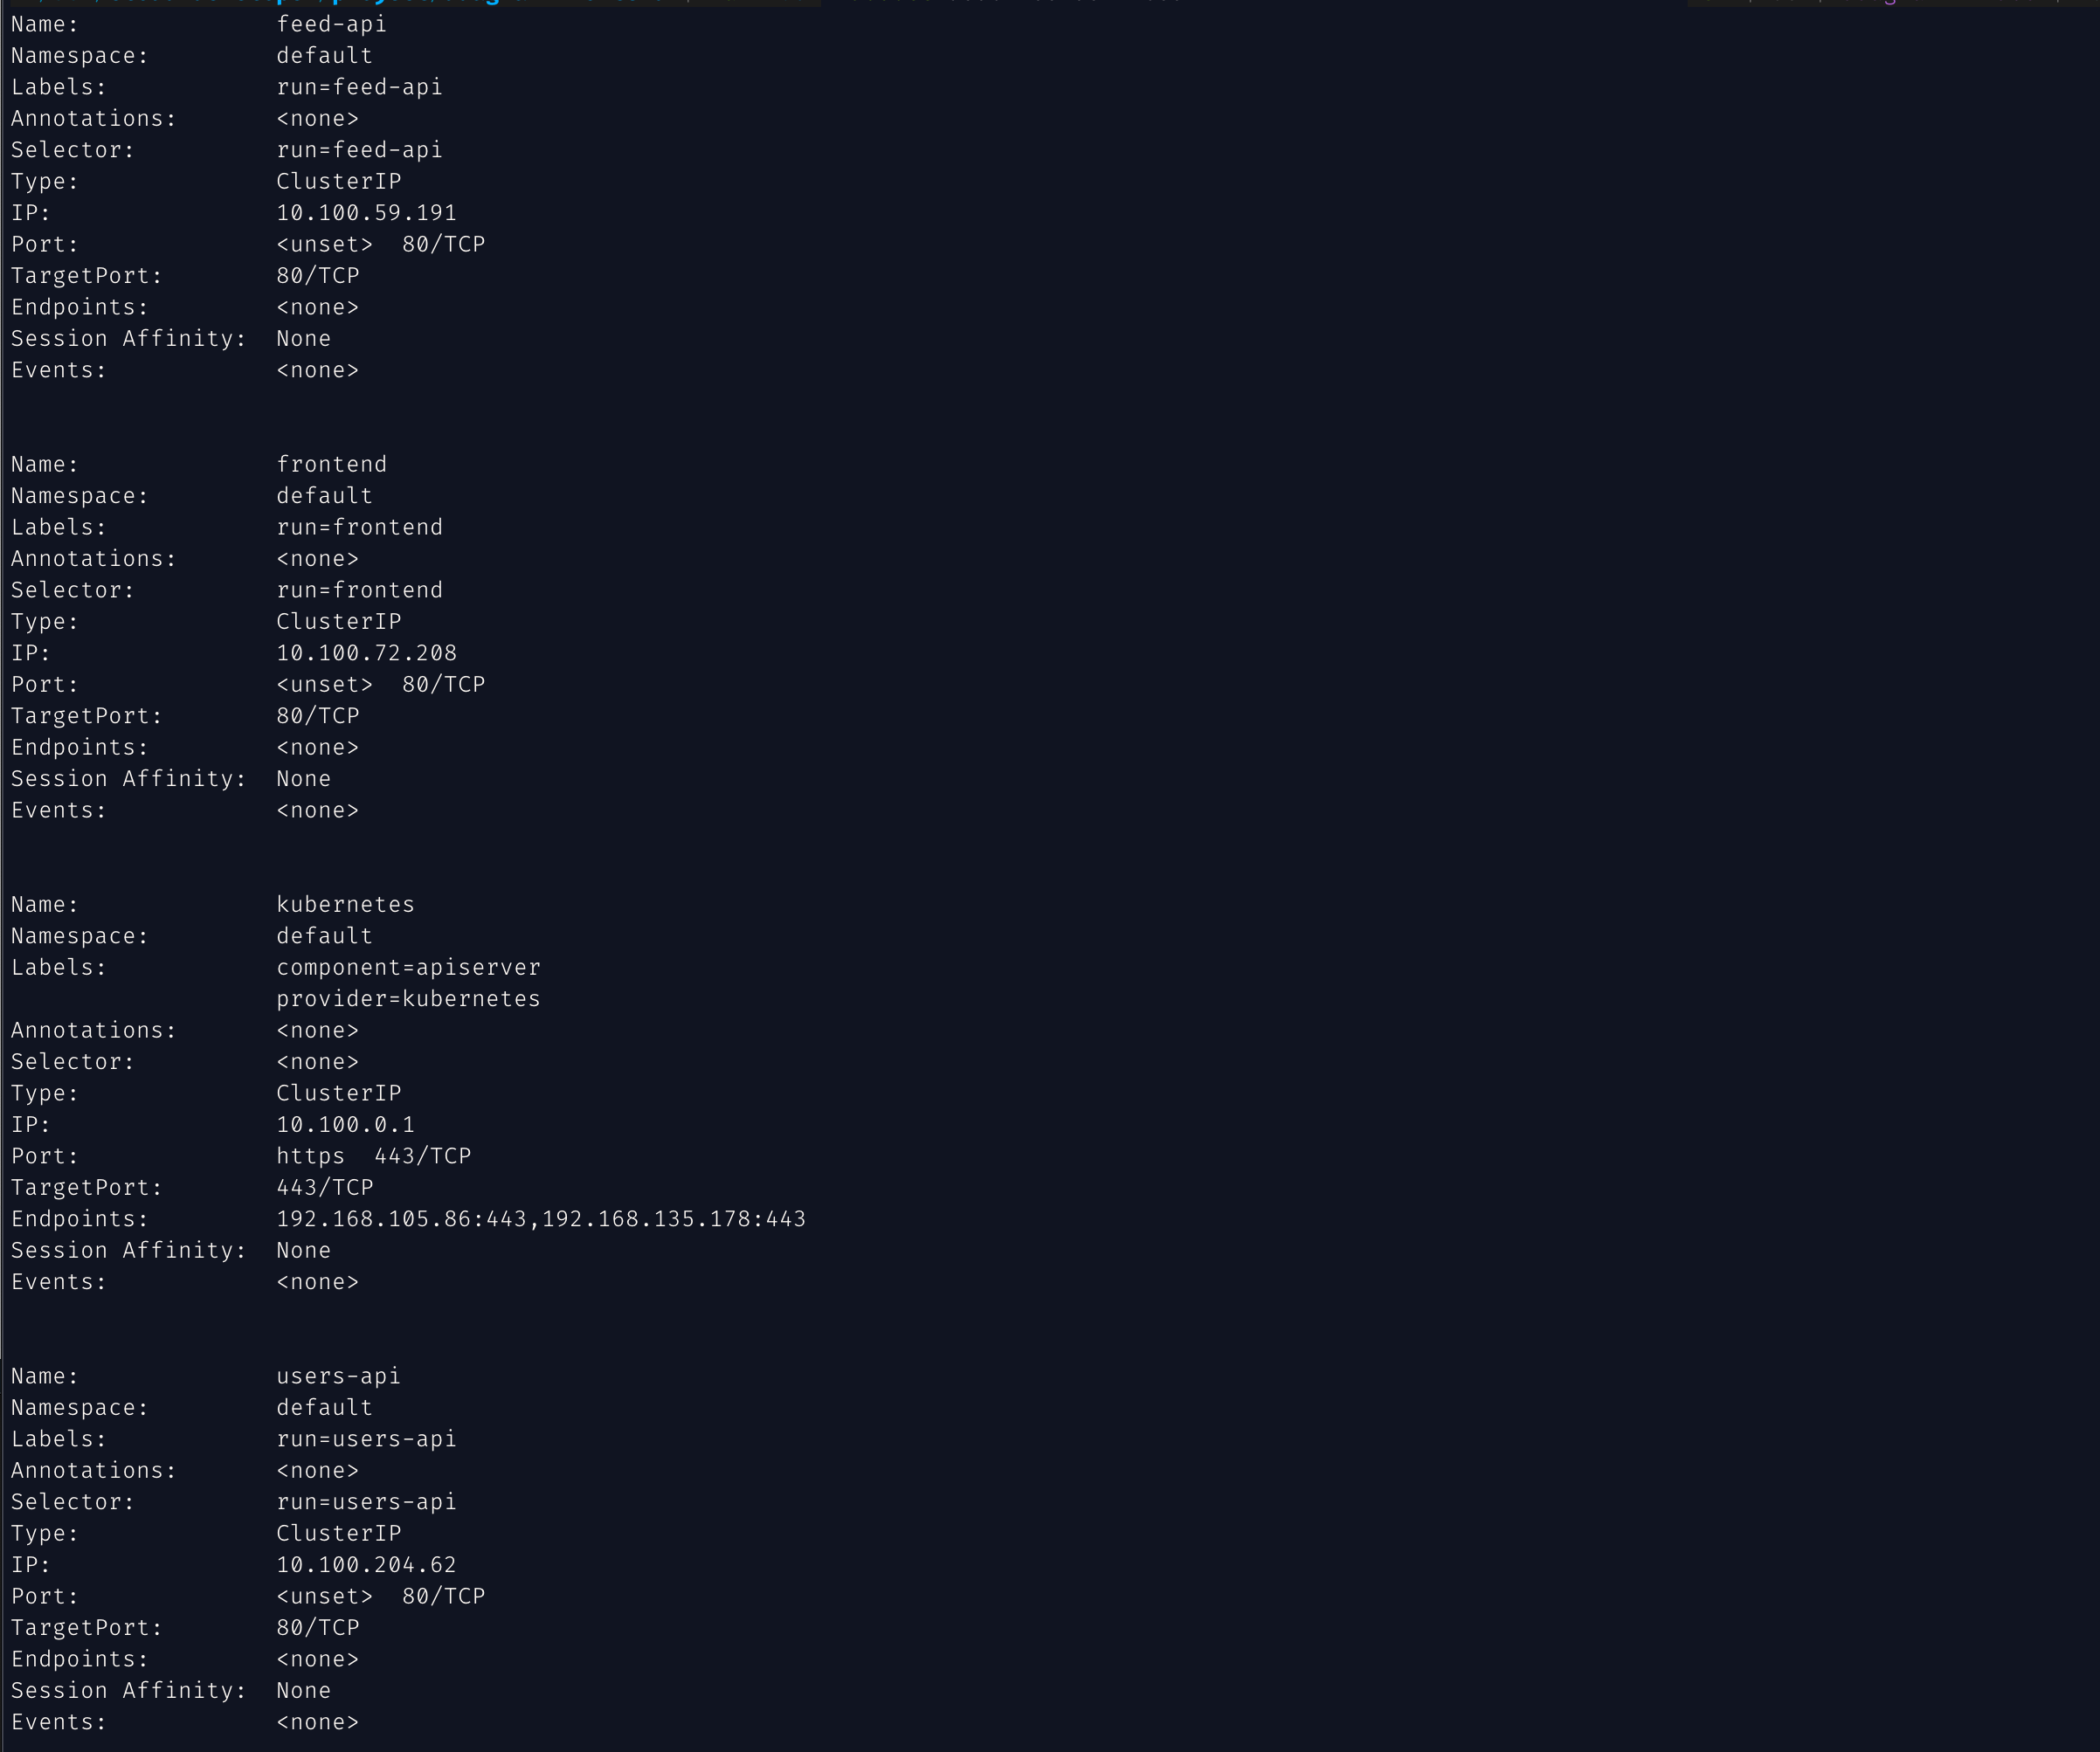 Name:              feed-api
Namespace:         default
Labels:            run=feed-api
Annotations:       <none>
Selector:          run=feed-api
Type:              ClusterIP
IP:                10.100.59.191
Port:              <unset>  80/TCP
TargetPort:        80/TCP
Endpoints:         <none>
Session Affinity:  None
Events:            <none>
Name:              frontend
Namespace:         default
Labels:            run=frontend
Annotations:       <none>
Selector:          run=frontend
Type:              ClusterIP
IP:                10.100.72.208
Port:              <unset>  80/TCP
TargetPort:        80/TCP
Endpoints:         <none>
Session Affinity:  None
Events:            <none>
Name:              kubernetes
Namespace:         default
Labels:            component=apiserver
                   provider=kubernetes
Annotations:       <none>
Selector:          <none>
Type:              ClusterIP
IP:                10.100.0.1
Port:              https  443/TCP
TargetPort:        443/TCP
Endpoints:         192.168.105.86:443,192.168.135.178:443
Session Affinity:  None
Events:            <none>
Name:              users-api
Namespace:         default
Labels:            run=users-api
Annotations:       <none>
Selector:          run=users-api
Type:              ClusterIP
IP:                10.100.204.62
Port:              <unset>  80/TCP
TargetPort:        80/TCP
Endpoints:         <none>
Session Affinity:  None
Events:            <none>